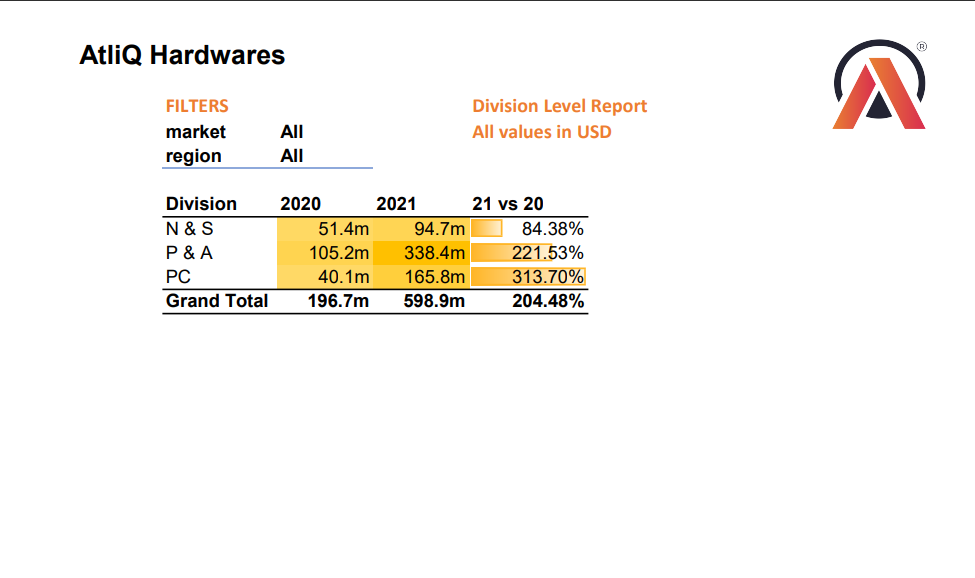 AtliQ Hardwares
®
FILTERS Division Level Report
market All All values in USD
region All
Division 2020 2021 21 vs 20
N & S 51.4m 94.7m 84.38%
P & A 105.2m 338.4m 221.53%
PC 40.1m 165.8m 313.70%
Grand Total 196.7m 598.9m 204.48%